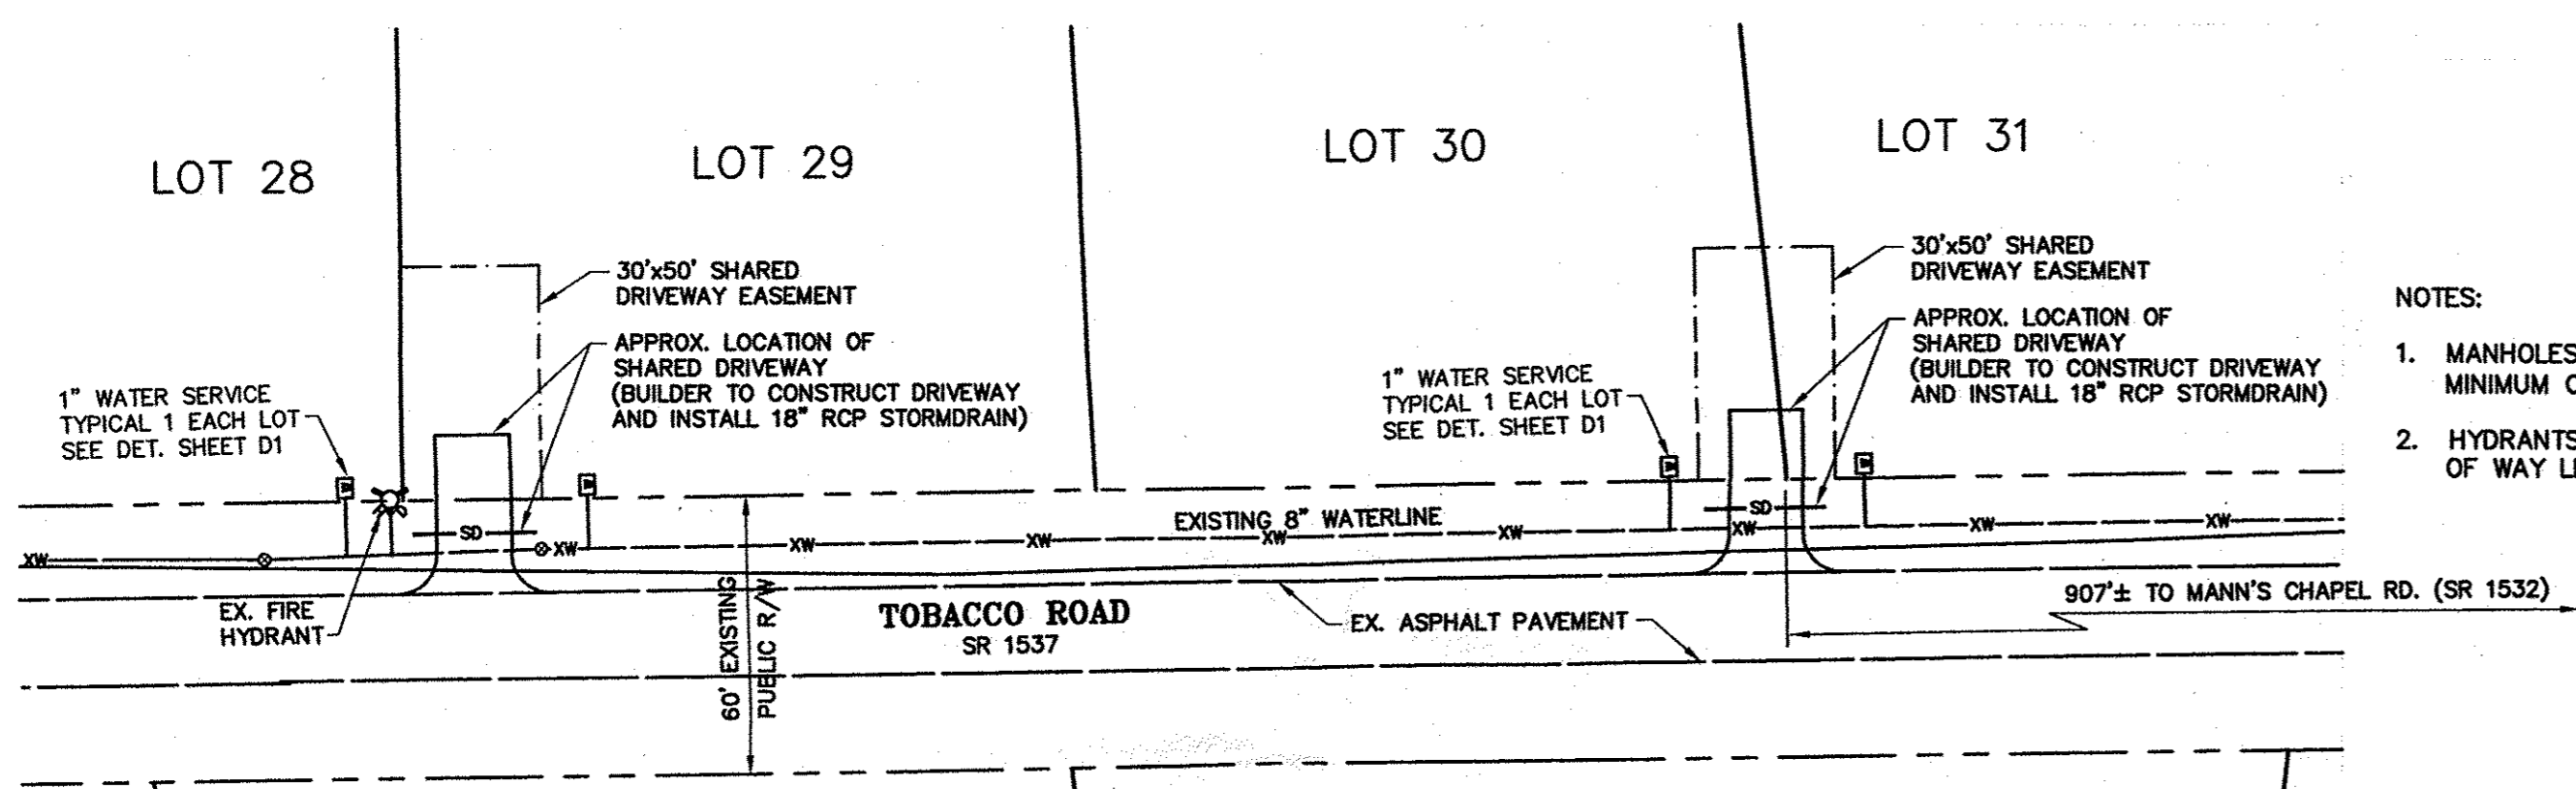 LOT 28
LOT 29
LOT 30
LOT 31
30'x50' SHARED
DRIVEWAY EASEMENT
APPROX. LOCATION OF
SHARED DRIVEWAY
(BUILDER TO CONSTRUCT DRIVEWAY
AND INSTALL 18" RCP STORMDRAIN)
1" WATER SERVICE
TYPICAL 1 EACH LOT
SEE DET. SHEET D1
30'x50' SHARED
DRIVEWAY EASEMENT
APPROX. LOCATION OF
SHARED DRIVEWAY
(BUILDER TO CONSTRUCT DRIVEWAY
AND INSTALL 18" RCP STORMDRAIN)
1" WATER SERVICE
TYPICAL 1 EACH LOT
SEE DET. SHEET D1
NOTES:
1. MANHOLES
MINIMUM
2. HYDRANTS
OF WAY
SD
SD
EXISTING 8" WATERLINE
XW
XW
XW
XW
XW
XW
XW
XW
XW
EX. FIRE
HYDRANT
60' EXISTING
PUBLIC R/W
TOBACCO ROAD
SR 1537
EX. ASPHALT PAVEMENT
907'± TO MANN'S CHAPEL RD. (SR 1532)